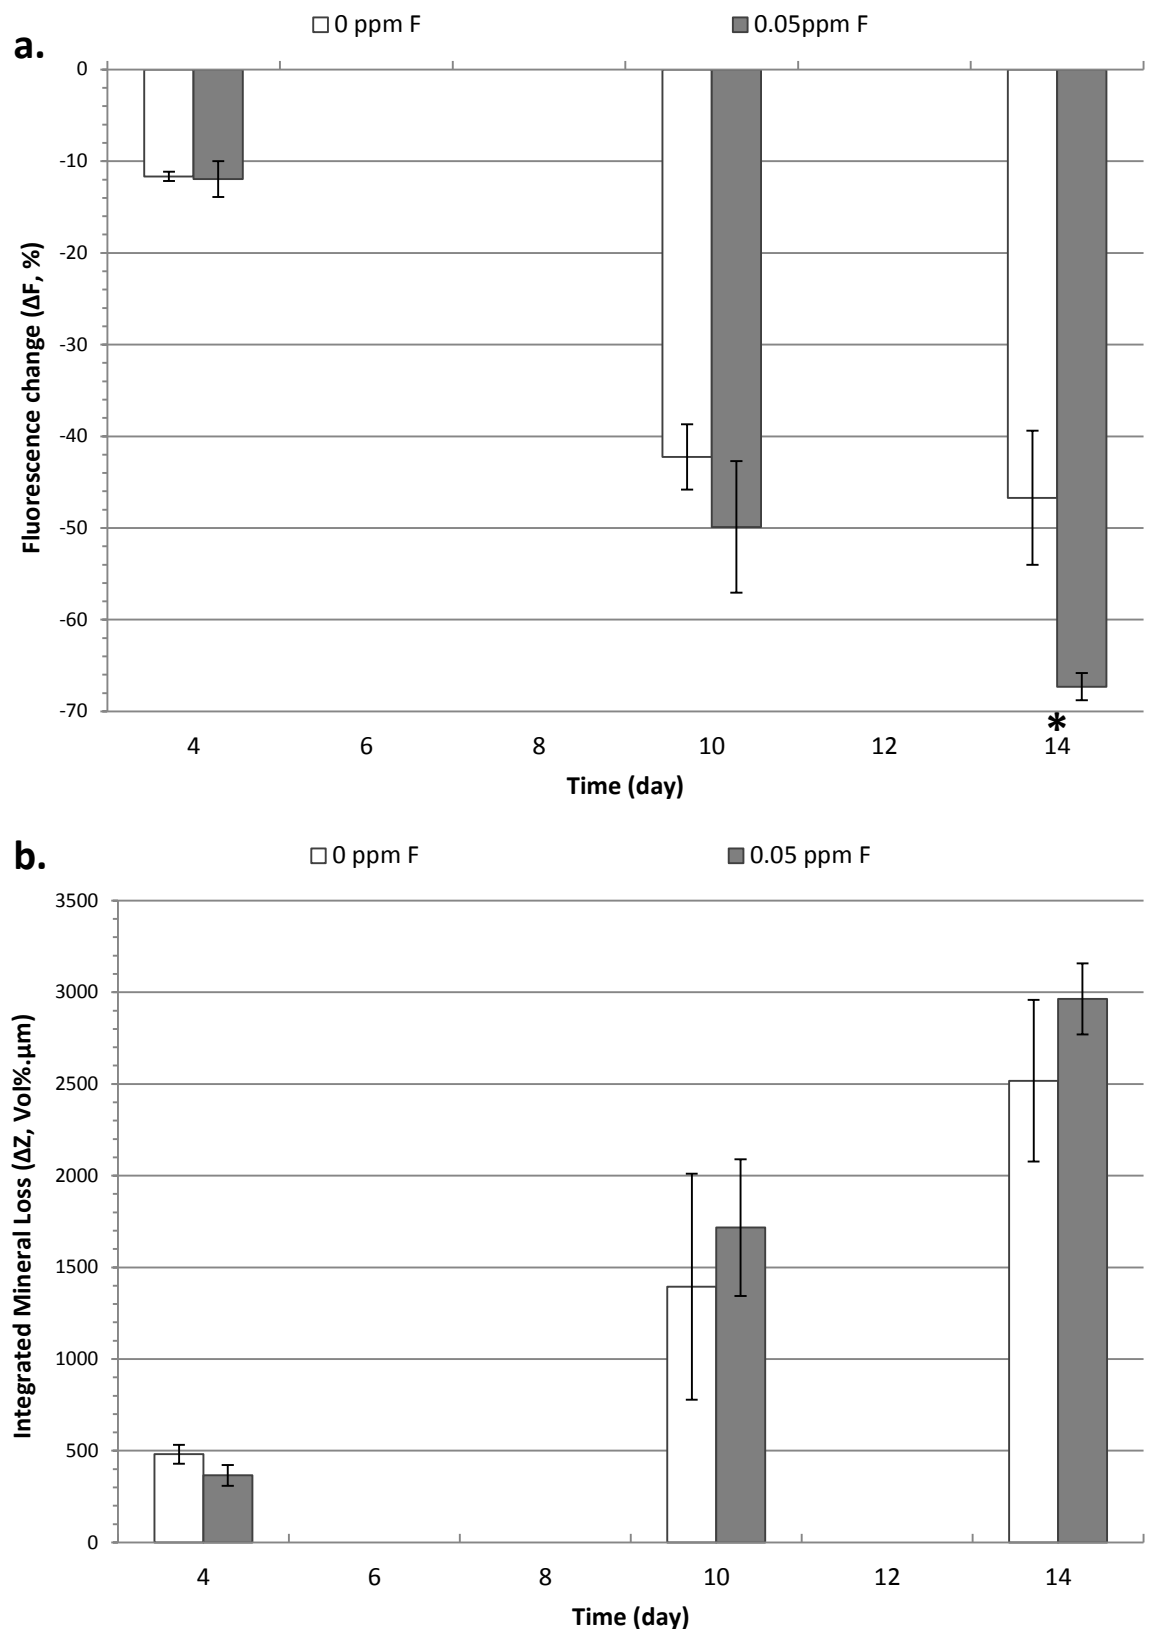 a.
0 ppm F 0.05ppm F
0
-10
-20
-30
-40
-50
-60
-70
Fluorescence change (ΔF, %)
*
4 6 8 10 12 14
Time (day)
b.
0 ppm F 0.05 ppm F
3500
3000
2500
2000
1500
1000
500
0
Integrated Mineral Loss (ΔZ, Vol%.μm)
4 6 8 10 12 14
Time (day)